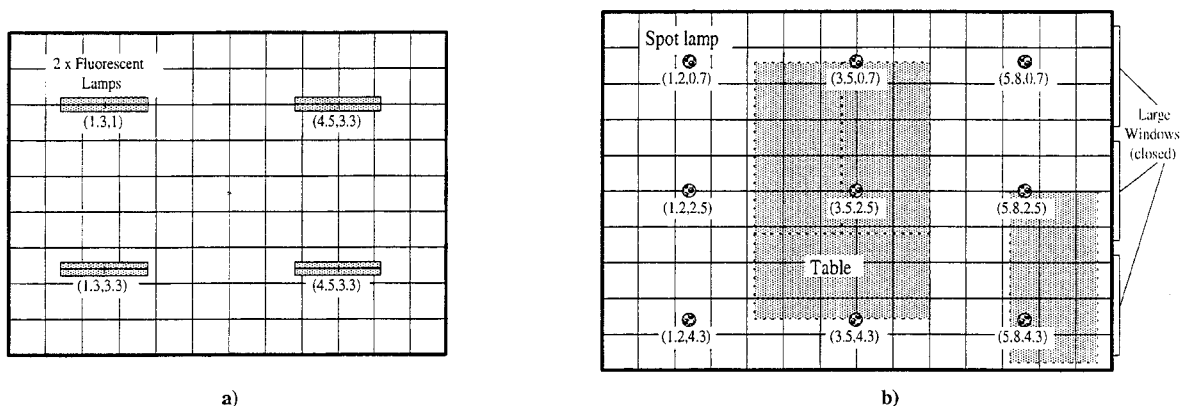 2 x Fluorescent
Lamps
(1.3,1)
(4.5,3.3)
(1.3,3.3)
(4.5,3.3)
a)
Spot lamp
(1.2,0.7)
(3.5,0.7)
(5.8,0.7)
Large
Windows
(closed)
(1.2,2.5)
(3.5,2.5)
(5.8,2.5)
Table
(1.2,4.3)
(3.5,4.3)
(5.8,4.3)
b)